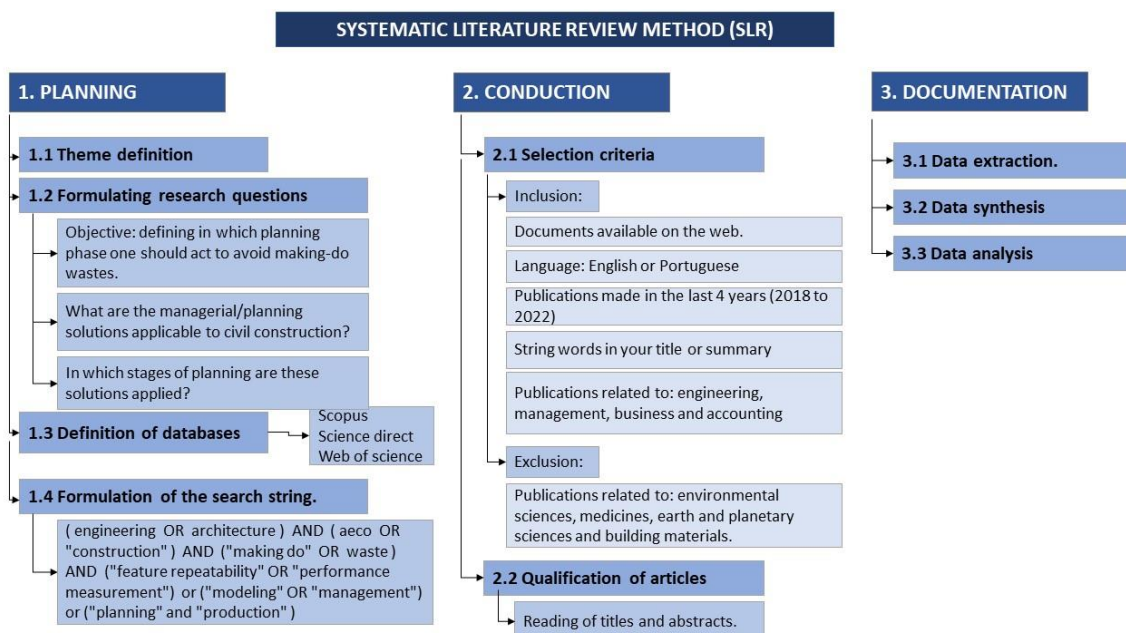 SYSTEMATIC LITERATURE REVIEW METHOD (SLR)
1. PLANNING
1.1 Theme definition
1.2 Formulating research questions
Objective: defining in which planning
phase one should act to avoid making-do
wastes.
What are the managerial/planning
solutions applicable to civil construction?
In which stages of planning are these
solutions applied?
1.3 Definition of databases
Scopus
Science direct
Web of science
1.4 Formulation of the search string.
( engineering OR architecture ) AND ( aeco OR
"construction" ) AND ("making do" OR waste )
AND ("feature repeatability" OR "performance
measurement") or ("modeling" OR "management")
or ("planning" and "production" )
2. CONDUCTION
2.1 Selection criteria
Inclusion:
Documents available on the web.
Language: English or Portuguese
Publications made in the last 4 years (2018 to
2022)
String words in your title or summary
Publications related to: engineering,
management, business and accounting
Exclusion:
Publications related to: environmental
sciences, medicines, earth and planetary
sciences and building materials.
2.2 Qualification of articles
Reading of titles and abstracts.
3. DOCUMENTATION
3.1 Data extraction.
3.2 Data synthesis
3.3 Data analysis